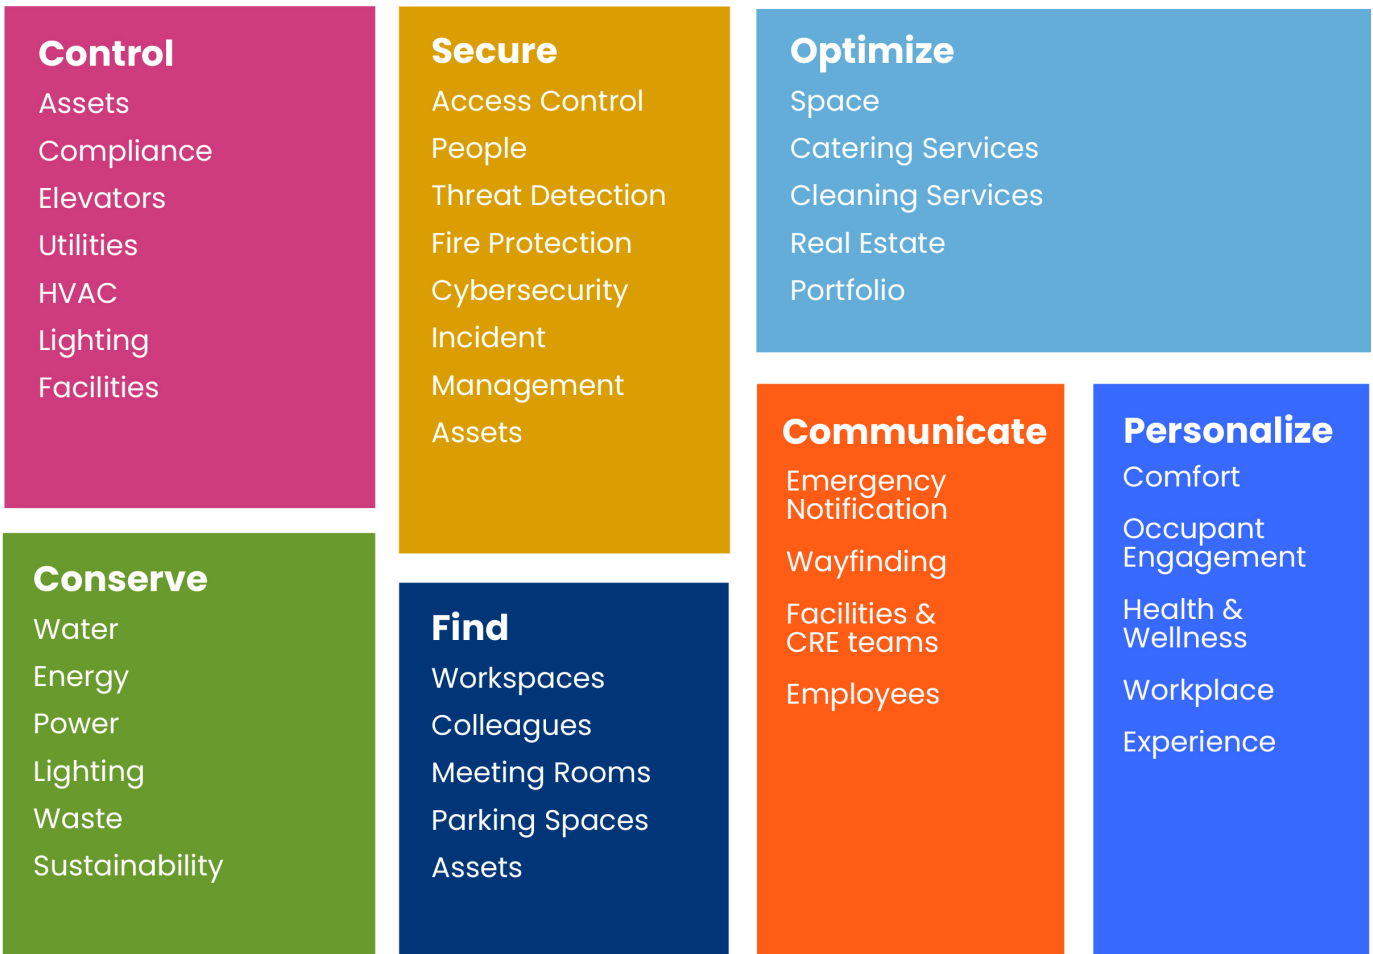 Control
Assets
Compliance
Elevators
Utilities
HVAC
Lighting
Facilities
Secure
Access Control
People
Threat Detection
Fire Protection
Cybersecurity
Incident
Management
Assets
Optimize
Space
Catering Services
Cleaning Services
Real Estate
Portfolio
Conserve
Water
Energy
Power
Lighting
Waste
Sustainability
Find
Workspaces
Colleagues
Meeting Rooms
Parking Spaces
Assets
Communicate
Emergency
Notification
Wayfinding
Facilities &
CRE teams
Employees
Personalize
Comfort
Occupant
Engagement
Health &
Wellness
Workplace
Experience